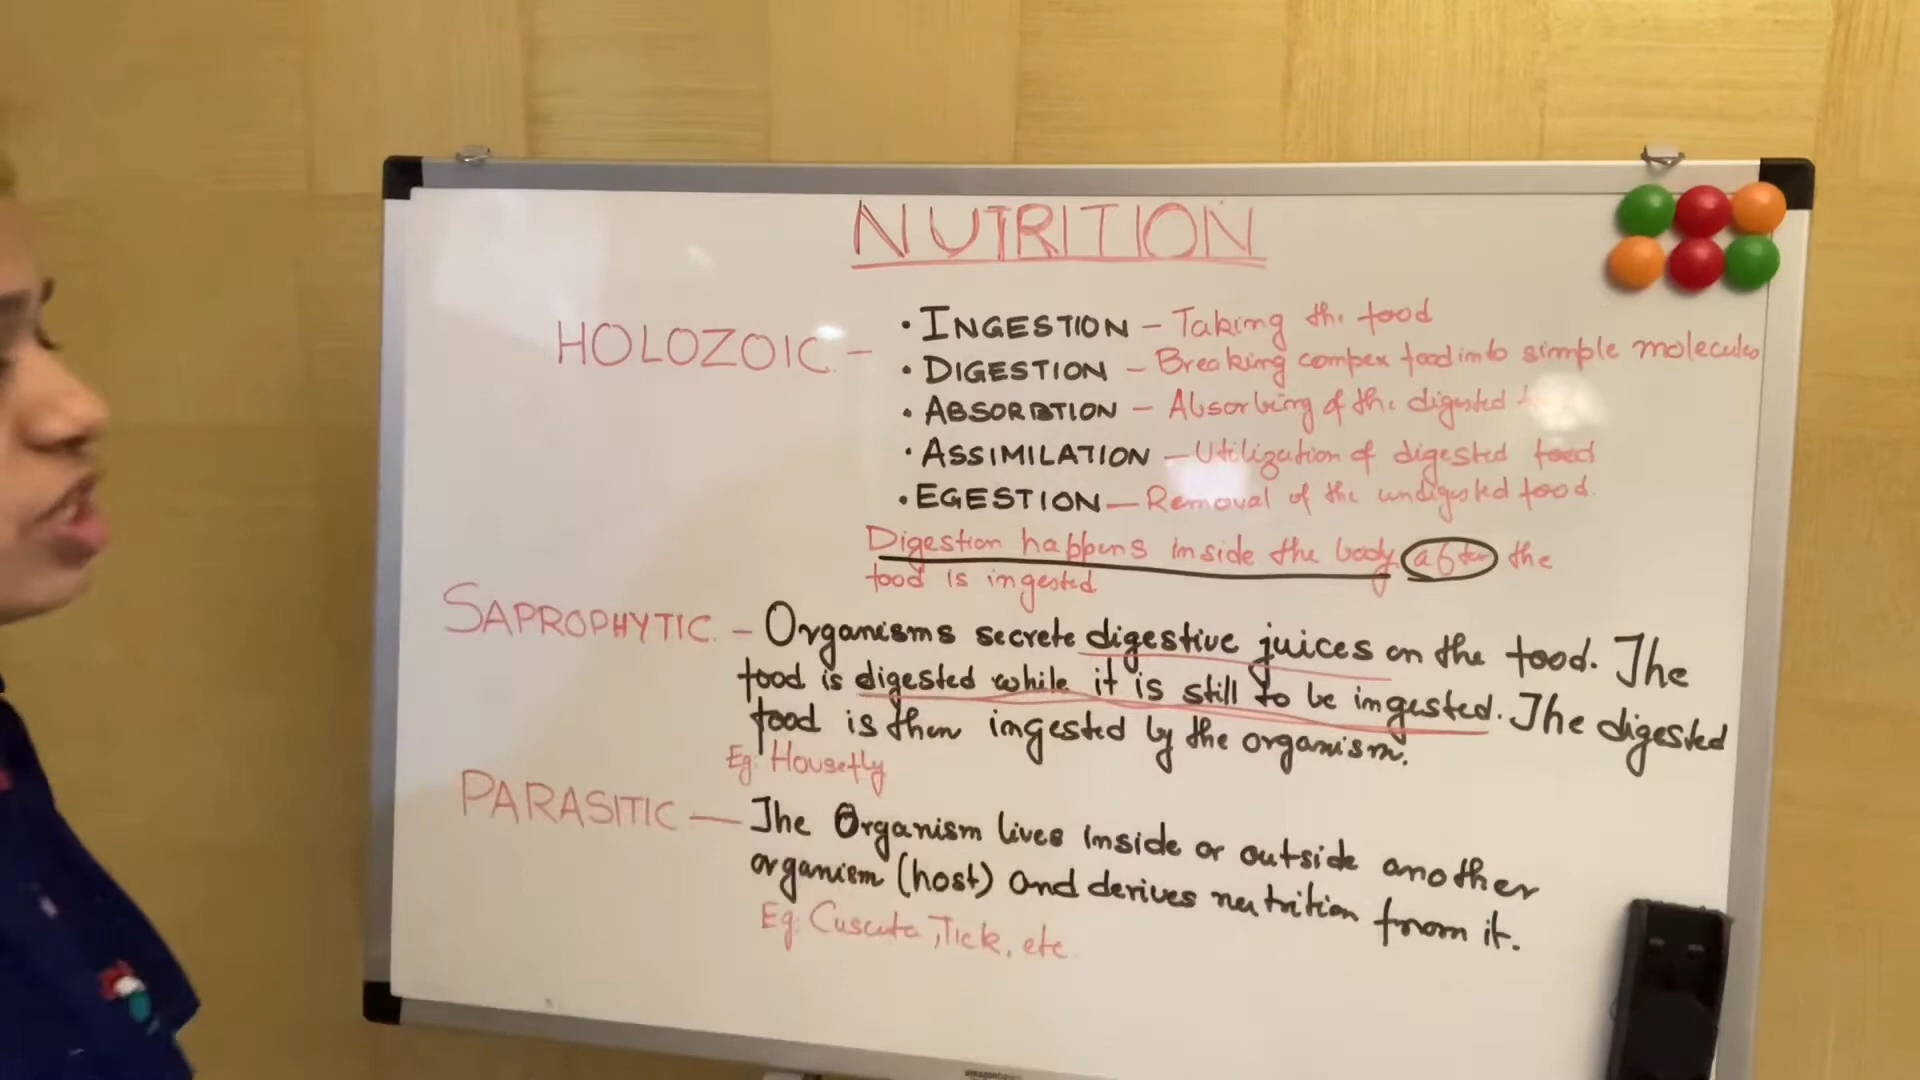 NUTRITION
HOLOZOIC -
• INGESTION - Taking the food
• DIGESTION - Breaking compex food into simple molecules
• ABSORBTION - Absorbing of the digested
• ASSIMILATION - Utilization of digested food
• EGESTION - Removal of the undigested food.
Digestion happens inside the body after the
food is ingested
SAPROPHYTIC. - Organisms secrete digestive juices on the food. The
food is digested while it is still to be ingested. The digested
food is then ingested by the organism.
Eg: Housefly
PARASITIC - The Organism lives inside or outside another
organism (host) and derives nutrition from it.
Eg: Cuscuta, Tick, etc.